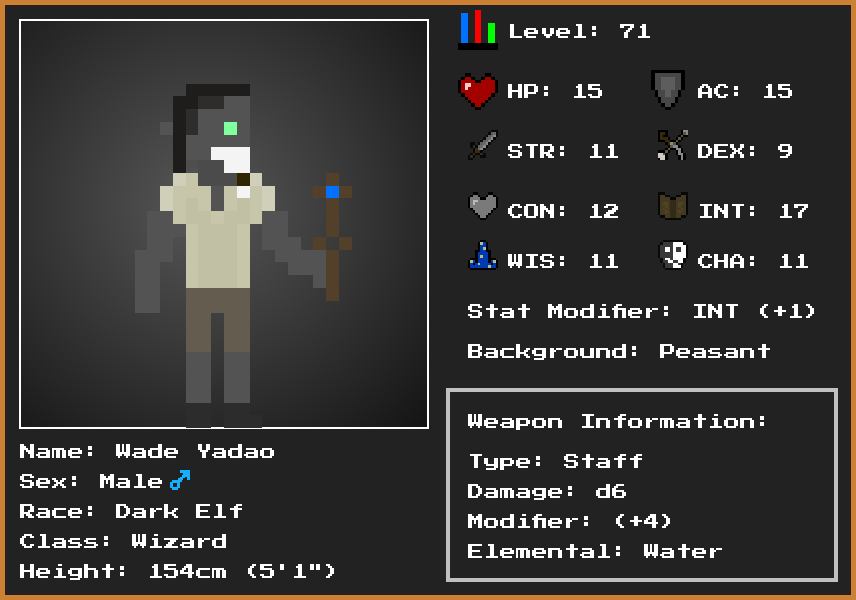 Level: 71
HP: 15
AC: 15
STR: 11
DEX: 9
CON: 12
INT: 17
WIS: 11
CHA: 11
Stat Modifier: INT (+1)
Background: Peasant
Weapon Information:
Type: Staff
Damage: d6
Modifier: (+4)
Elemental: Water
Name: Wade Yadao
Sex: Male ♂
Race: Dark Elf
Class: Wizard
Height: 154cm (5'1")